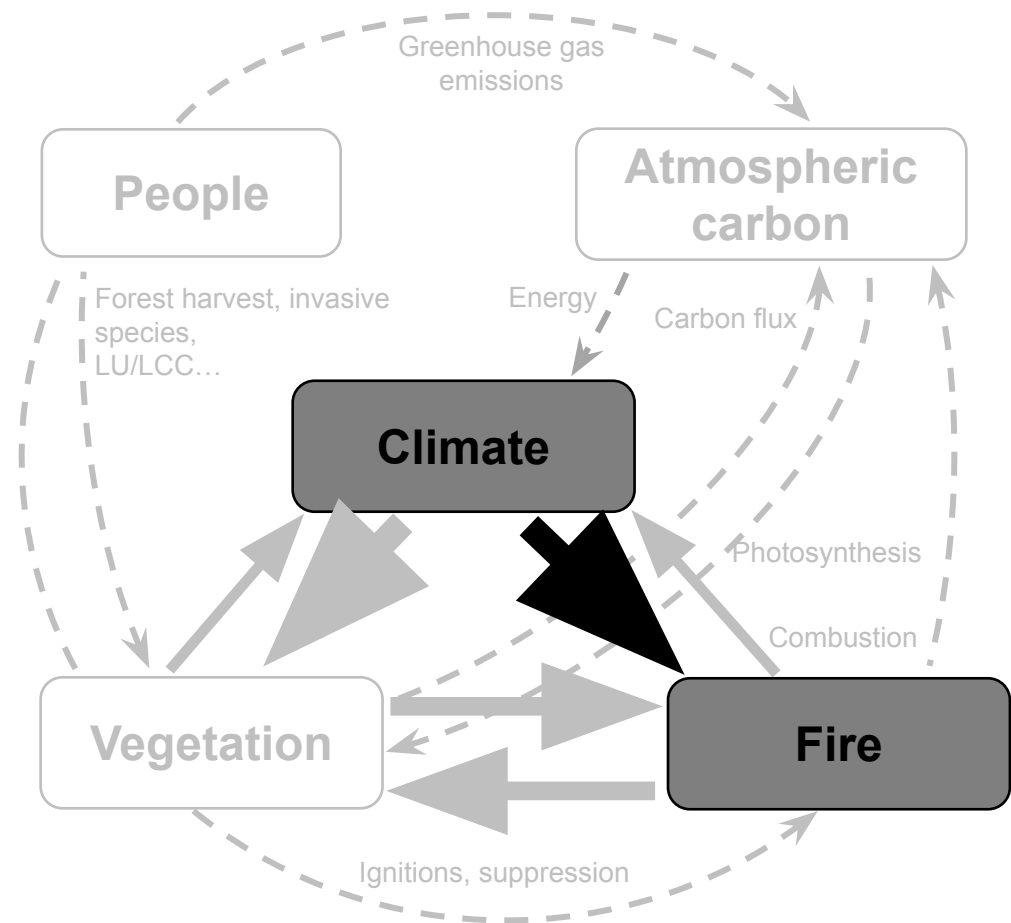 Greenhouse gas
emissions
People
Atmospheric
carbon
Forest harvest, invasive
species,
LU/LCC…
Energy
Carbon flux
Climate
Photosynthesis
Combustion
Vegetation
Fire
Ignitions, suppression